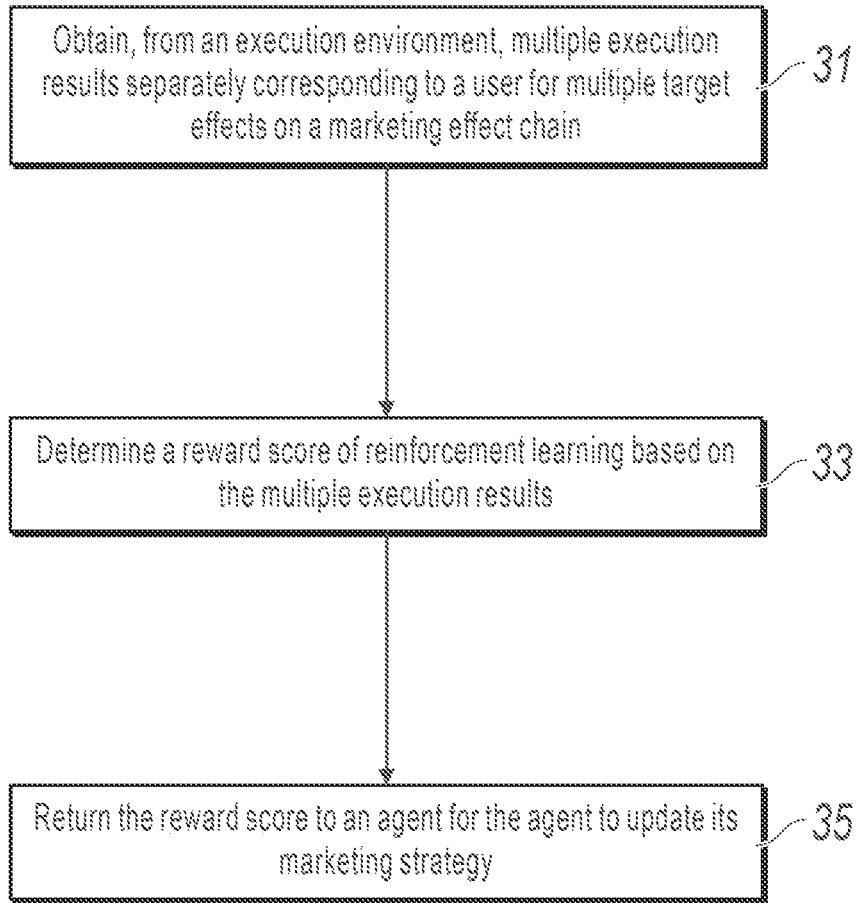 Obtain, from an execution environment, multiple execution
results separately corresponding to a user for multiple target
effects on a marketing effect chain
31
Determine a reward score of reinforcement learning based on
the multiple execution results
33
Return the reward score to an agent for the agent to update its
marketing strategy
35